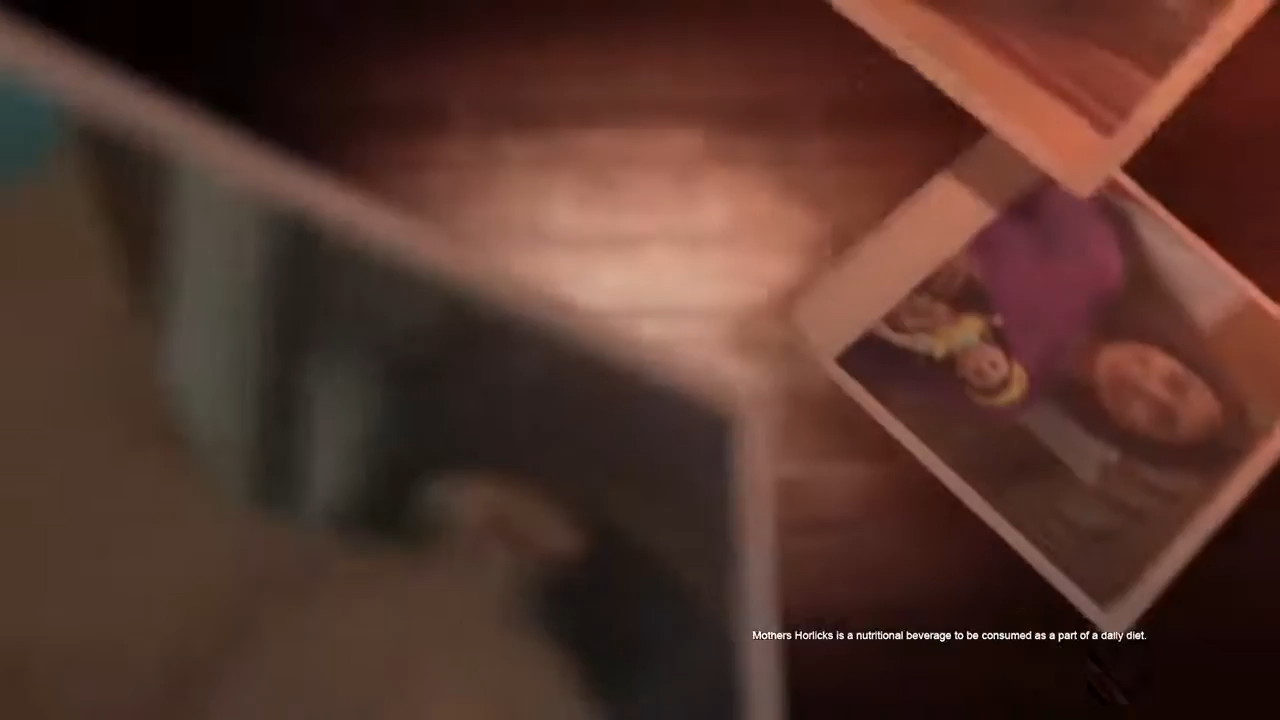 Mothers Horlicks is a nutritional beverage to be consumed as a part of a daily diet.